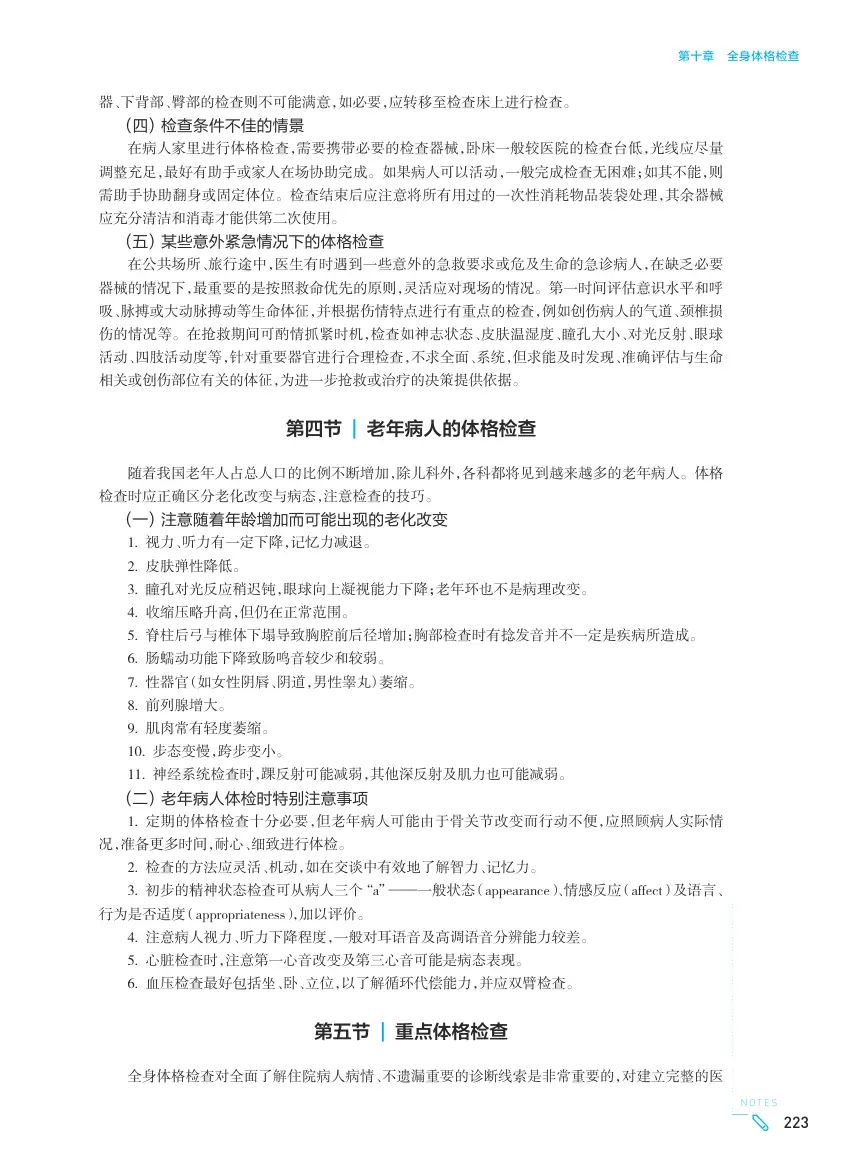 第十章 全身体格检查
器、下背部、臀部的检查则不可能满意，如必要，应转移至检查床上进行检查。
（四）检查条件不佳的情景
在病人家里进行体格检查，需要携带必要的检查器械，卧床一般较医院的检查台低，光线应尽量
调整充足，最好有助手或家人在场协助完成。如果病人可以活动，一般完成检查无困难；如其不能，则
需助手协助翻身或固定体位。检查结束后应注意将所有用过的一次性消耗物品装袋处理，其余器械
应充分清洁和消毒才能供第二次使用。
（五）某些意外紧急情况下的体格检查
在公共场所、旅行途中，医生有时遇到一些意外的急救要求或危及生命的急诊病人，在缺乏必要
器械的情况下，最重要的是按照救命优先的原则，灵活应对现场的情况。第一时间评估意识水平和呼
吸、脉搏或大动脉搏动等生命体征，并根据伤情特点进行有重点的检查，例如创伤病人的气道、颈椎损
伤的情况等。在抢救期间可酌情抓紧时机，检查如神志状态、皮肤温湿度、瞳孔大小、对光反射、眼球
活动、四肢活动度等，针对重要器官进行合理检查，不求全面、系统，但求能及时发现、准确评估与生命
相关或创伤部位有关的体征，为进一步抢救或治疗的决策提供依据。
第四节 | 老年病人的体格检查
随着我国老年人占总人口的比例不断增加，除儿科外，各科都将见到越来越多的老年病人。体格
检查时应正确区分老化改变与病态，注意检查的技巧。
（一）注意随着年龄增加而可能出现的老化改变
1. 视力、听力有一定下降，记忆力减退。
2. 皮肤弹性降低。
3. 瞳孔对光反应稍迟钝，眼球向上凝视能力下降；老年环也不是病理改变。
4. 收缩压略升高，但仍在正常范围。
5. 脊柱后弓与椎体下塌导致胸腔前后径增加；胸部检查时有捻发音并不一定是疾病所造成。
6. 肠蠕动功能下降致肠鸣音较少和较弱。
7. 性器官（如女性阴唇、阴道，男性睾丸）萎缩。
8. 前列腺增大。
9. 肌肉常有轻度萎缩。
10. 步态变慢，跨步变小。
11. 神经系统检查时，踝反射可能减弱，其他深反射及肌力也可能减弱。
（二）老年病人体检时特别注意事项
1. 定期的体格检查十分必要，但老年病人可能由于骨关节改变而行动不便，应照顾病人实际情
况，准备更多时间，耐心、细致进行体检。
2. 检查的方法应灵活、机动，如在交谈中有效地了解智力、记忆力。
3. 初步的精神状态检查可从病人三个“a”——一般状态（appearance）、情感反应（affect）及语言、
行为是否适度（appropriateness），加以评价。
4. 注意病人视力、听力下降程度，一般对耳语音及高调语音分辨能力较差。
5. 心脏检查时，注意第一心音改变及第三心音可能是病态表现。
6. 血压检查最好包括坐、卧、立位，以了解循环代偿能力，并应双臂检查。
第五节 | 重点体格检查
全身体格检查对全面了解住院病人病情、不遗漏重要的诊断线索是非常重要的，对建立完整的医
NOTES
223